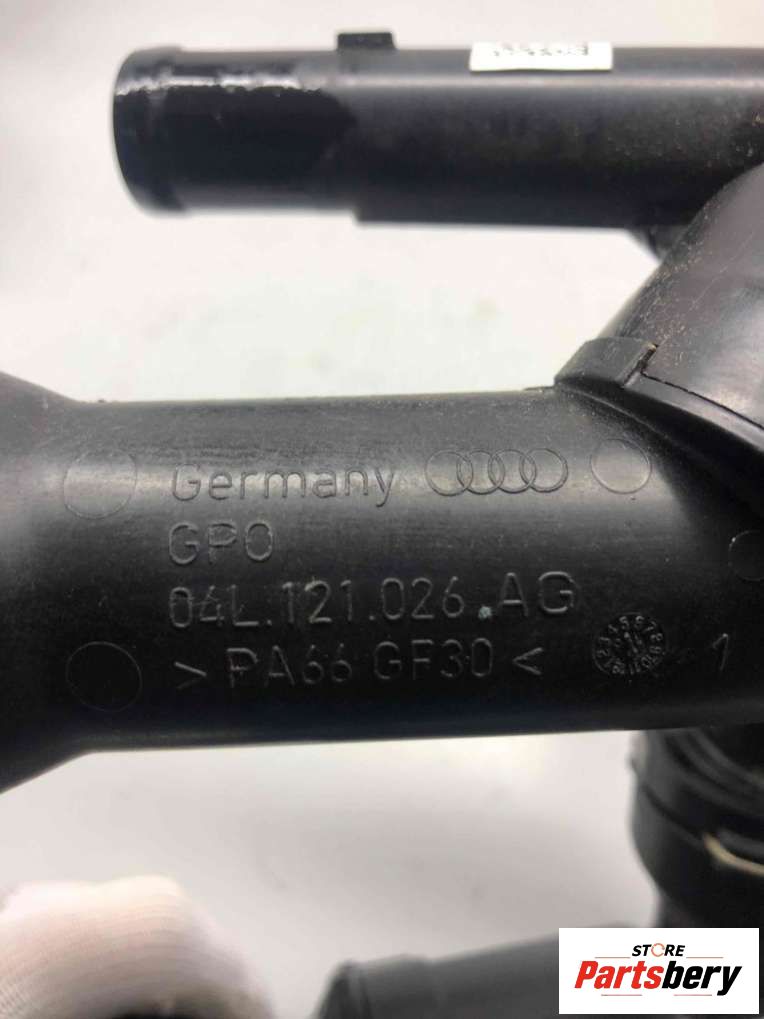 Germany
GPO
04L.121.026.AG
> PA66 GF30 <
1
STORE
Partsbery